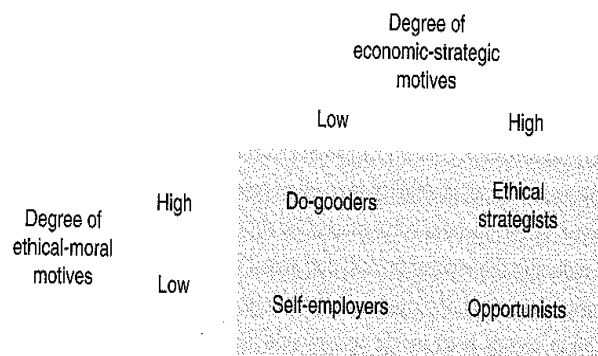 Degree of
economic-strategic
motives
Low High
High Do-gooders Ethical
strategists
Degree of
ethical-moral
motives
Low Self-employers Opportunists